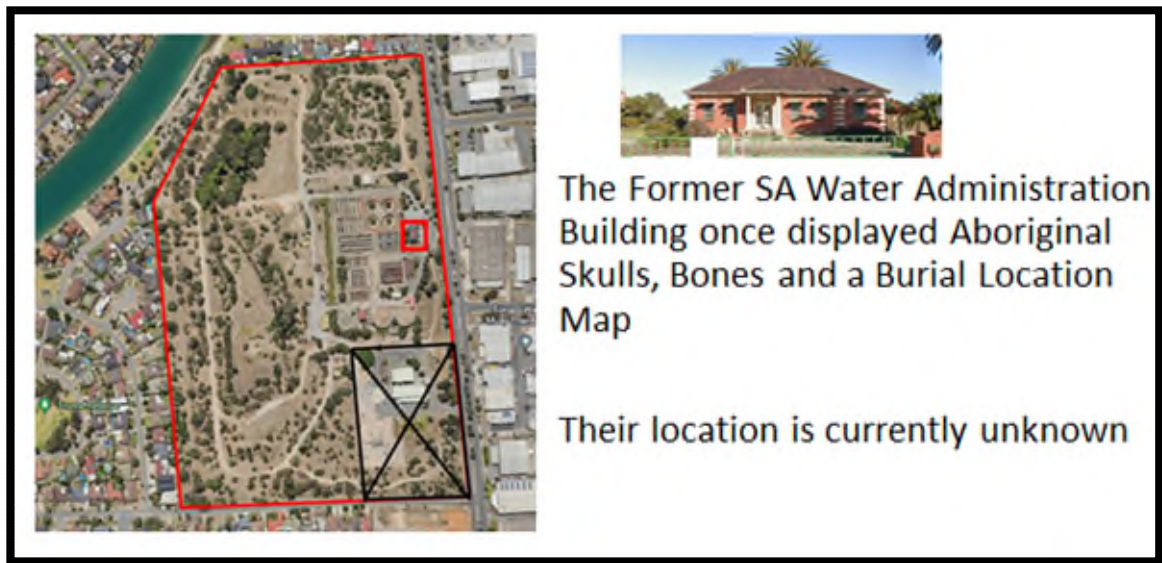 The Former SA Water Administration
Building once displayed Aboriginal
Skulls, Bones and a Burial Location
Map
Their location is currently unknown